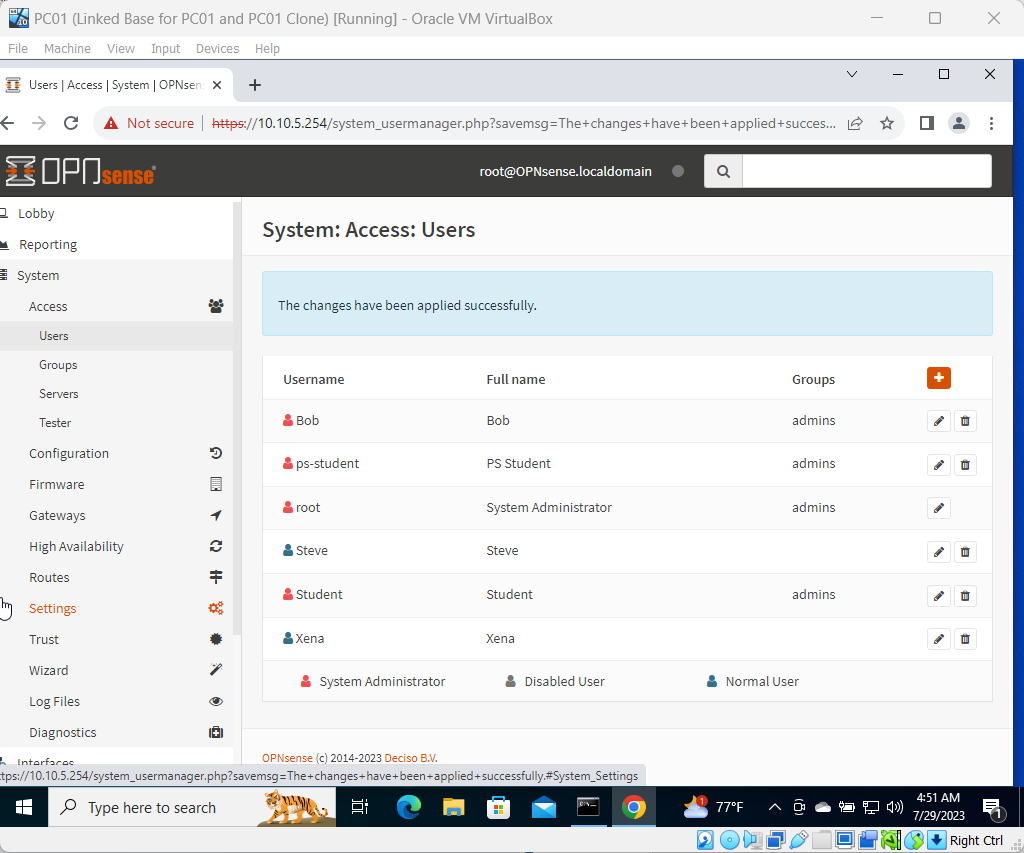 PC01 (Linked Base for PC01 and PC01 Clone) [Running] - Oracle VM VirtualBox
File Machine View Input Devices Help
Users | Access | System | OPNsen
Not secure https://10.10.5.254/system_usermanager.php?savemsg=The+changes+have+been+applied+succes...
OPNsense
root@OPNsense.localdomain
Lobby
Reporting
System
Access
Users
Groups
Servers
Tester
Configuration
Firmware
Gateways
High Availability
Routes
Settings
Trust
Wizard
Log Files
Diagnostics
Interfaces
System: Access: Users
The changes have been applied successfully.
Username Full name Groups
Bob Bob admins
ps-student PS Student admins
root System Administrator admins
Steve Steve
Student Student admins
Xena Xena
System Administrator Disabled User Normal User
OPNsense (c) 2014-2023 Deciso B.V.
ttps://10.10.5.254/system_usermanager.php?savemsg=The+changes+have+been+applied+successfully.#System_Settings
Type here to search
1
77°F
4:51 AM
7/29/2023
1
Right Ctrl